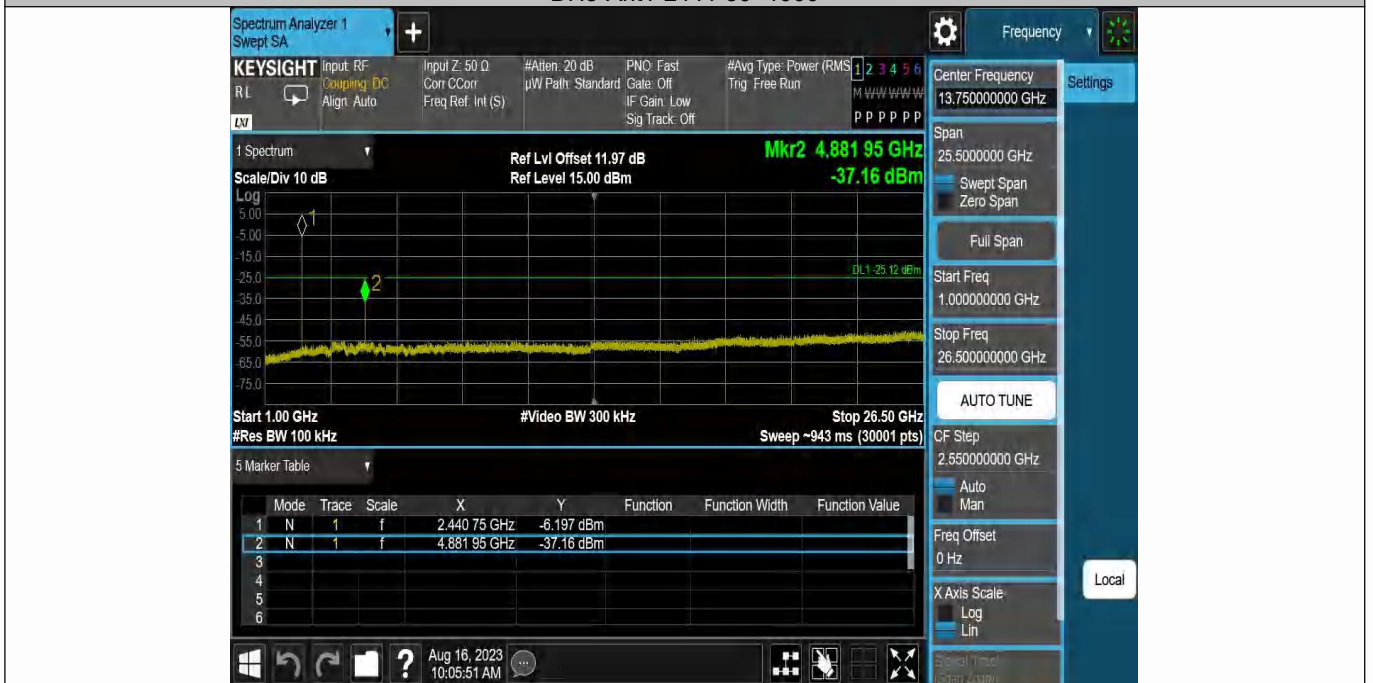 Spectrum Analyzer 1
Swept SA
+
Frequency
KEYSIGHT
RL
LXI
Input: RF
Coupling: DC
Align: Auto
Input Z: 50 Ω
Corr CCorr
Freq Ref: Int (S)
#Atten: 20 dB
µW Path: Standard
PNO: Fast
Gate: Off
IF Gain: Low
Sig Track: Off
#Avg Type: Power (RMS
Trig: Free Run
1 2 3 4 5 6
M W W W W W
P P P P P P
Center Frequency
13.750000000 GHz
Settings
1 Spectrum
Scale/Div 10 dB
Ref Lvl Offset 11.97 dB
Ref Level 15.00 dBm
Mkr2 4.881 95 GHz
-37.16 dBm
Span
25.5000000 GHz
Swept Span
Zero Span
Full Span
Log
5.00
-5.00
-15.0
-25.0
-35.0
-45.0
-55.0
-65.0
-75.0
1
2
DL1 -25.12 dBm
Start Freq
1.000000000 GHz
Stop Freq
26.500000000 GHz
AUTO TUNE
Start 1.00 GHz
#Video BW 300 kHz
Stop 26.50 GHz
#Res BW 100 kHz
Sweep ~943 ms (30001 pts)
CF Step
2.550000000 GHz
Auto
Man
5 Marker Table
Mode Trace Scale X Y Function Function Width Function Value
1 N 1 f 2.440 75 GHz -6.197 dBm
2 N 1 f 4.881 95 GHz -37.16 dBm
3
4
5
6
Freq Offset
0 Hz
Local
X Axis Scale
Log
Lin
?
Aug 16, 2023
10:05:51 AM